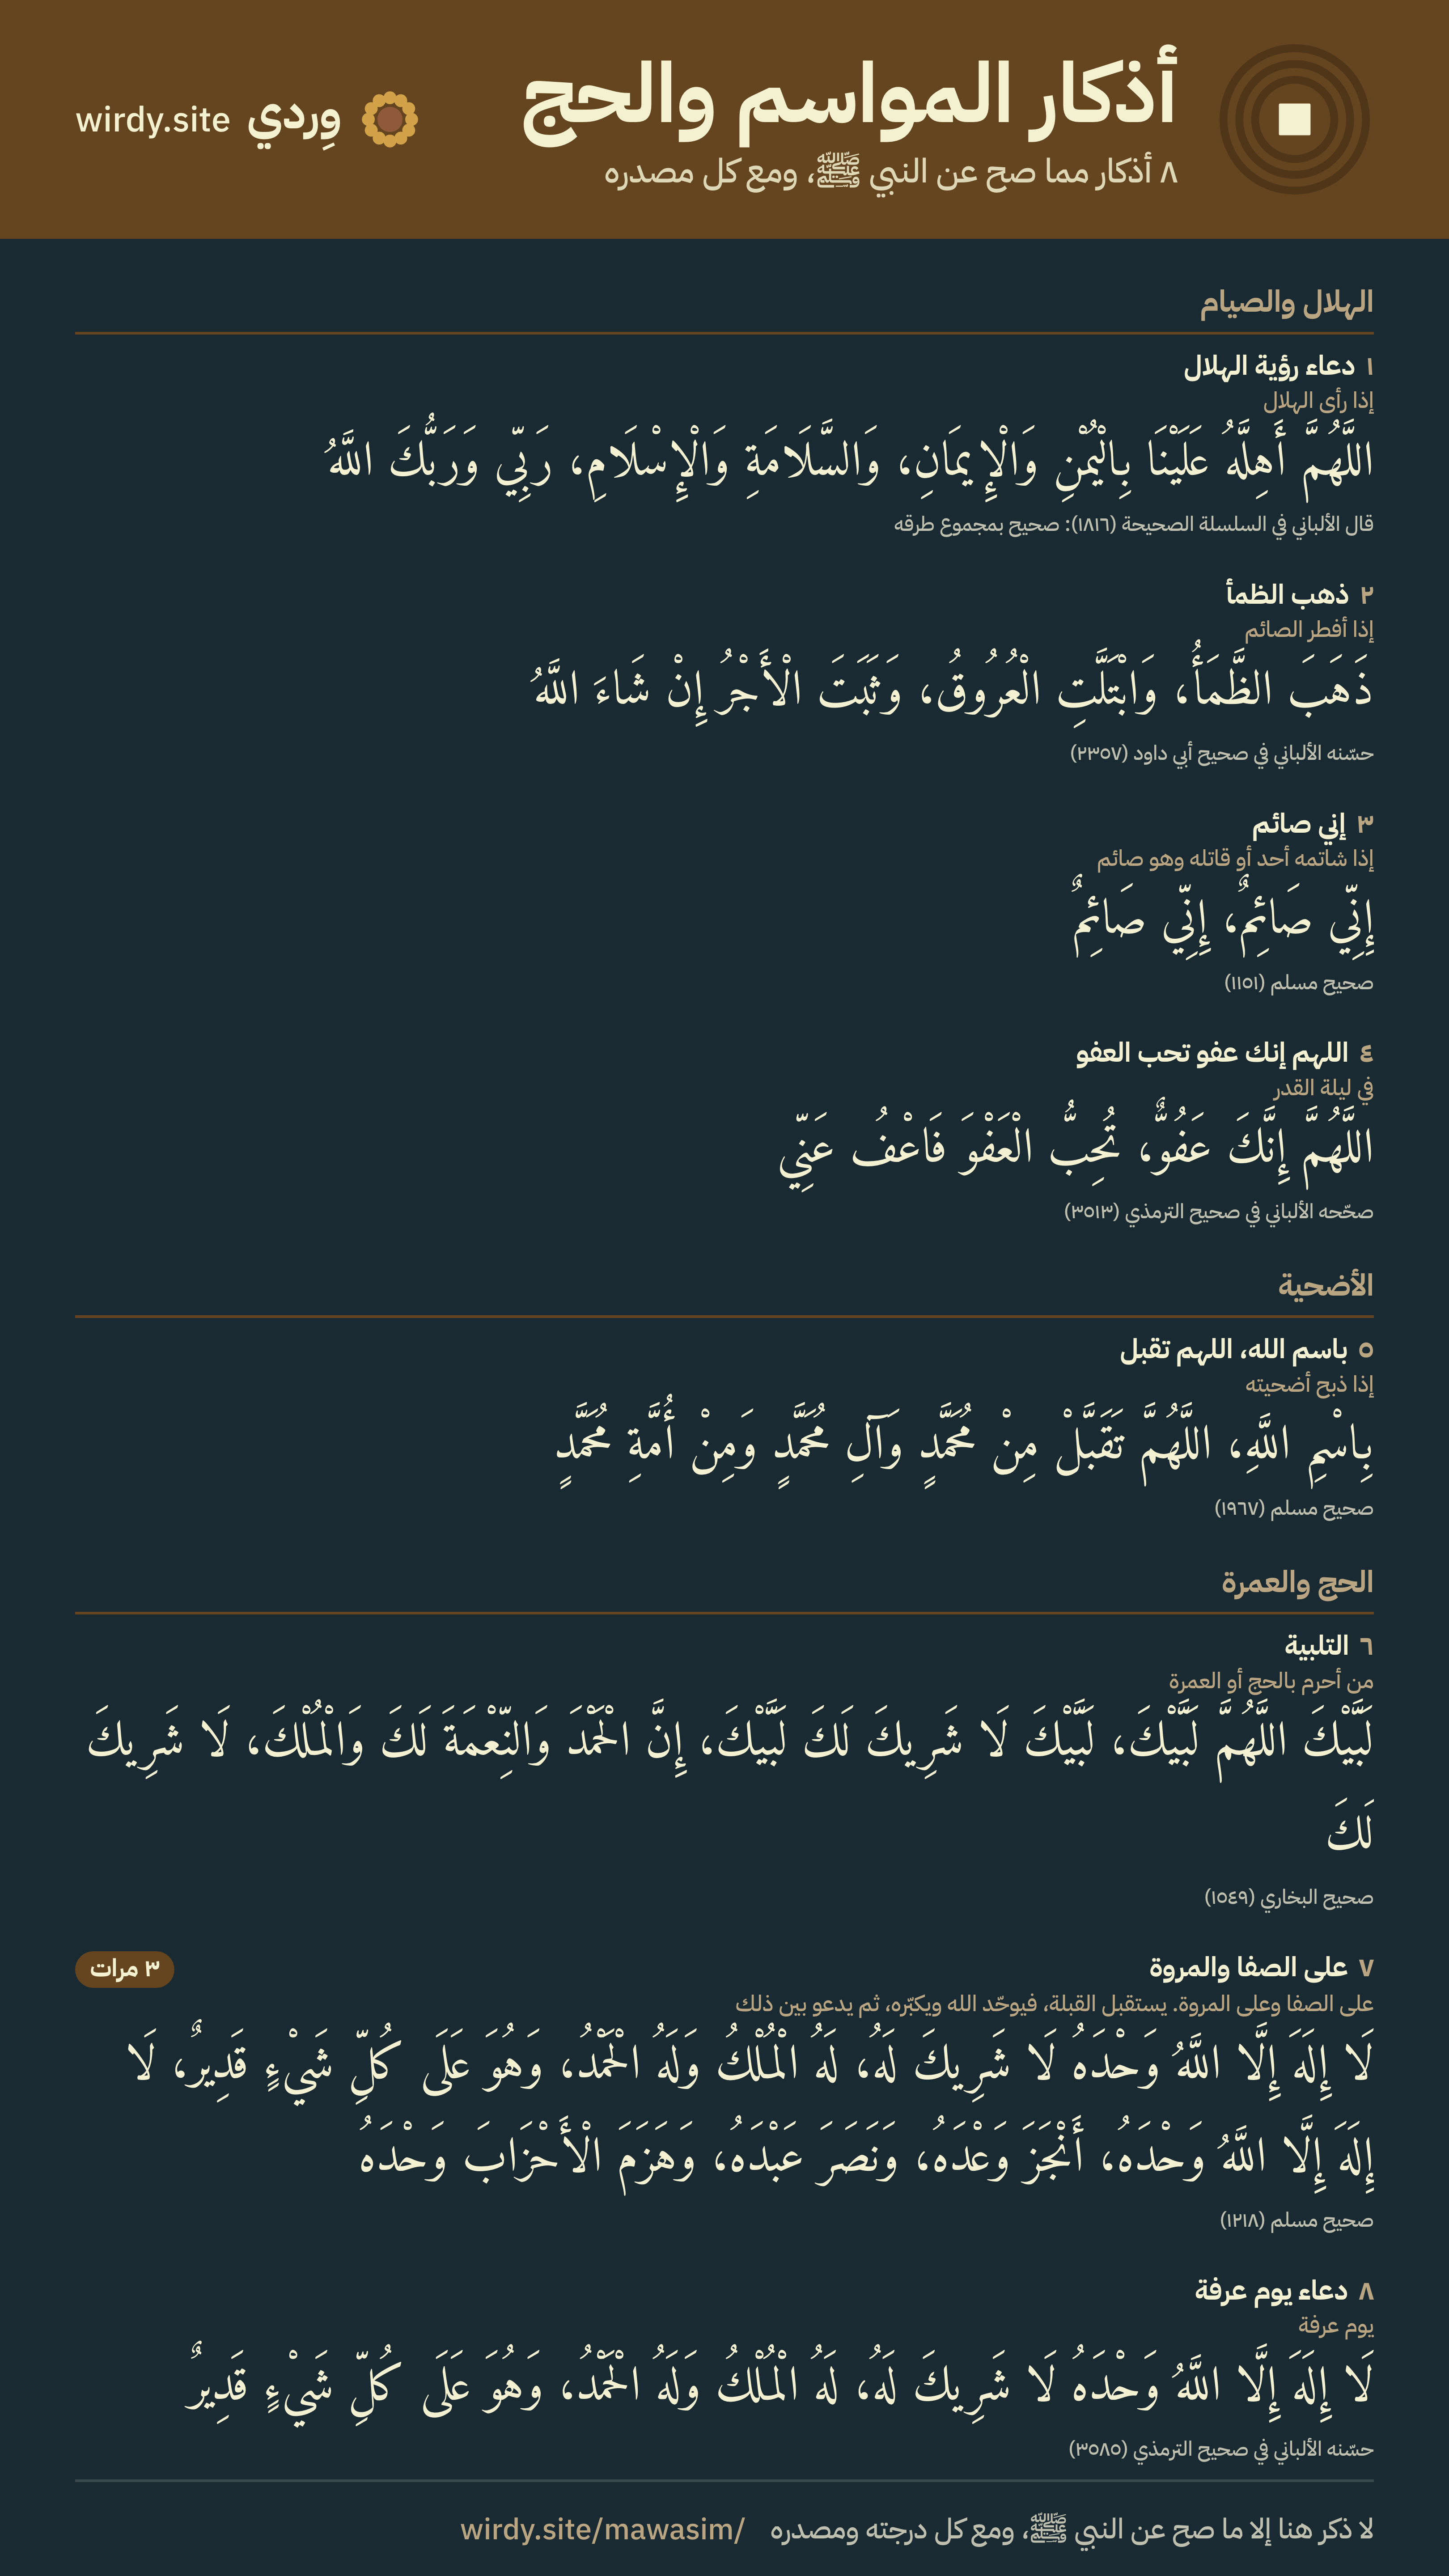 أذكار المواسم والحج
٨ أذكار مما صح عن النبي ﷺ، ومع كل مصدره
وِردي wirdy.site
الهلال والصيام
١ دعاء رؤية الهلال
إذا رأى الهلال
اللَّهُمَّ أَهِلَّهُ عَلَيْنَا بِالْيُمْنِ وَالْإِيمَانِ، وَالسَّلَامَةِ وَالْإِسْلَامِ، رَبِّي وَرَبُّكَ اللَّهُ
قال الألباني في السلسلة الصحيحة (١٨١٦): صحيح بمجموع طرقه
٢ ذهب الظمأ
إذا أفطر الصائم
ذَهَبَ الظَّمَأُ، وَابْتَلَّتِ الْعُرُوقُ، وَثَبَتَ الْأَجْرُ إِنْ شَاءَ اللَّهُ
حسّنه الألباني في صحيح أبي داود (٢٣٥٧)
٣ إني صائم
إذا شاتمه أحد أو قاتله وهو صائم
إِنِّي صَائِمٌ، إِنِّي صَائِمٌ
صحيح مسلم (١١٥١)
٤ اللهم إنك عفو تحب العفو
في ليلة القدر
اللَّهُمَّ إِنَّكَ عَفُوٌّ، تُحِبُّ الْعَفْوَ فَاعْفُ عَنِّي
صحّحه الألباني في صحيح الترمذي (٣٥١٣)
الأضحية
٥ باسم الله، اللهم تقبل
إذا ذبح أضحيته
بِاسْمِ اللَّهِ، اللَّهُمَّ تَقَبَّلْ مِنْ مُحَمَّدٍ وَآلِ مُحَمَّدٍ وَمِنْ أُمَّةِ مُحَمَّدٍ
صحيح مسلم (١٩٦٧)
الحج والعمرة
٦ التلبية
من أحرم بالحج أو العمرة
لَبَّيْكَ اللَّهُمَّ لَبَّيْكَ، لَبَّيْكَ لَا شَرِيكَ لَكَ لَبَّيْكَ، إِنَّ الْحَمْدَ وَالنِّعْمَةَ لَكَ وَالْمُلْكَ، لَا شَرِيكَ
لَكَ
صحيح البخاري (١٥٤٩)
٧ على الصفا والمروة
٣ مرات
على الصفا وعلى المروة. يستقبل القبلة، فيوحّد الله ويكبّره، ثم يدعو بين ذلك
لَا إِلَهَ إِلَّا اللَّهُ وَحْدَهُ لَا شَرِيكَ لَهُ، لَهُ الْمُلْكُ وَلَهُ الْحَمْدُ، وَهُوَ عَلَى كُلِّ شَيْءٍ قَدِيرٌ، لَا
إِلَهَ إِلَّا اللَّهُ وَحْدَهُ، أَنْجَزَ وَعْدَهُ، وَنَصَرَ عَبْدَهُ، وَهَزَمَ الْأَحْزَابَ وَحْدَهُ
صحيح مسلم (١٢١٨)
٨ دعاء يوم عرفة
يوم عرفة
لَا إِلَهَ إِلَّا اللَّهُ وَحْدَهُ لَا شَرِيكَ لَهُ، لَهُ الْمُلْكُ وَلَهُ الْحَمْدُ، وَهُوَ عَلَى كُلِّ شَيْءٍ قَدِيرٌ
حسّنه الألباني في صحيح الترمذي (٣٥٨٥)
لا ذكر هنا إلا ما صح عن النبي ﷺ، ومع كل درجته ومصدره wirdy.site/mawasim/